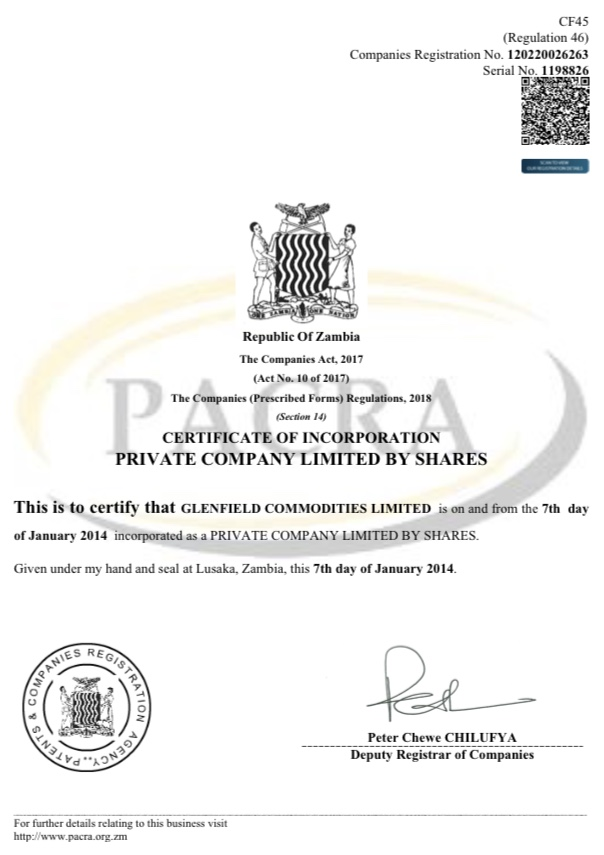 CF45
(Regulation 46)
Companies Registration No. 120220026263
Serial No. 1198826
SCAN TO VIEW
OUR REGISTRATION DETAILS
ONE ZAMBIA ONE NATION
Republic Of Zambia
The Companies Act, 2017
(Act No. 10 of 2017)
The Companies (Prescribed Forms) Regulations, 2018
(Section 14)
PACRA
CERTIFICATE OF INCORPORATION
PRIVATE COMPANY LIMITED BY SHARES
This is to certify that GLENFIELD COMMODITIES LIMITED is on and from the 7th day
of January 2014 incorporated as a PRIVATE COMPANY LIMITED BY SHARES.
Given under my hand and seal at Lusaka, Zambia, this 7th day of January 2014.
PATENTS & COMPANIES REGISTRATION AGENCY
Peter Chewe CHILUFYA
Deputy Registrar of Companies
For further details relating to this business visit
http://www.pacra.org.zm